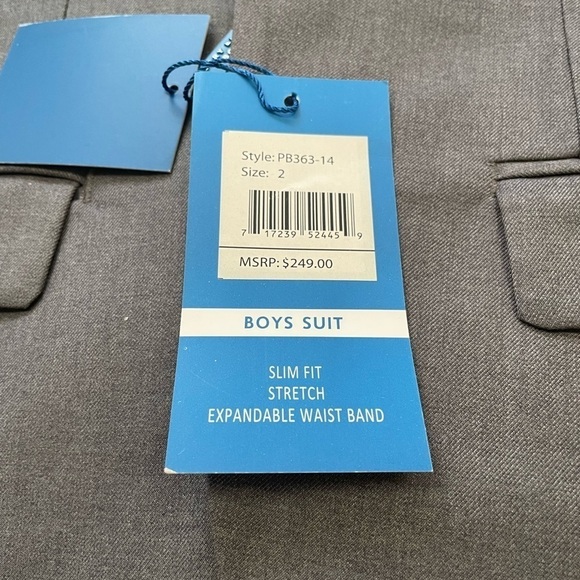 Style: PB363-14
Size: 2
7 17239 52445 9
MSRP: $249.00
BOYS SUIT
SLIM FIT
STRETCH
EXPANDABLE WAIST BAND